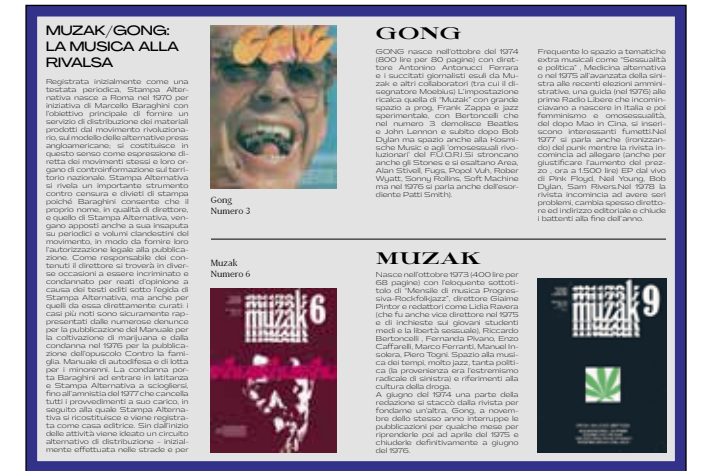 MUZAK/GONG:
LA MUSICA ALLA
RIVALSA
Registrata inizialmente come una
testata periodica, Stampa Alter-
nativa nasce a Roma nel 1970 per
iniziativa di Marcello Baraghini con
l'obiettivo principale di fornire un
servizio di distribuzione dei materiali
prodotti dal movimento rivoluziona-
rio, sul modello delle alternative press
angloamericane; si costituisce in
questo senso come espressione di-
retta dei movimenti stessi e loro or-
gano di controinformazione sul terri-
torio nazionale. Stampa Alternativa
si rivela un importante strumento
contro censura e divieti di stampa
poiché Baraghini consente che il
proprio nome, in qualità di direttore,
e quello di Stampa Alternativa, ven-
gano apposti anche a sua insaputa
su periodici e volumi clandestini del
movimento, in modo da fornire loro
l'autorizzazione legale alla pubblica-
zione. Come responsabile dei con-
tenuti il direttore si troverà in diver-
se occasioni a essere incriminato e
condannato per reati d'opinione a
causa dei testi editi sotto l'egida di
Stampa Alternativa, ma anche per
quelli da essa direttamente curati: i
casi più noti sono sicuramente rap-
presentati dalle numerose denunce
per la pubblicazione del Manuale per
la coltivazione di marijuana e dalla
condanna nel 1976 per la pubblica-
zione dell'opuscolo Contro la fami-
glia. Manuale di autodifesa e di lotta
per i minorenni. La condanna por-
ta Baraghini ad entrare in latitanza
e Stampa Alternativa a sciogliersi,
fino all'amnistia del 1977 che cancella
tutti i provvedimenti a suo carico, in
seguito alla quale Stampa Alterna-
tiva si ricostituisce e viene registra-
ta come casa editrice. Sin dall'inizio
delle attività viene ideato un circuito
alternativo di distribuzione - inizial-
mente effettuata nelle strade e per
GONG
Gong
Numero 3
GONG
GONG nasce nell'ottobre del 1974
(800 lire per 80 pagine) con diret-
tore Antonino Antonucci Ferrara
e i succitati giornalisti esuli da Mu-
zak e altri collaboratori (tra cui il di-
segnatore Moebius) L'impostazione
ricalca quella di "Muzak" con grande
spazio a prog, Frank Zappa e jazz
sperimentale, con Bertoncelli che
nel numero 3 demolisce Beatles
e John Lennon e subito dopo Bob
Dylan ma spazio anche alla Kosmi-
sche Music e agli 'omosessuali rivo-
luzionari' del F.U.O.R.I.Si stroncano
anche gli Stones e si esaltano Area,
Alan Stivell, Fugs, Popol Vuh, Rober
Wyatt, Sonny Rollins, Soft Machine
ma nel 1976 si parla anche dell'esor-
diente Patti Smith).
Frequente lo spazio a tematiche
extra musicali come "Sessualità
e politica" , Medicina alternativa
o nel 1975 all'avanzata della sini-
stra alle recenti elezioni ammini-
strative, una guida (nel 1976) alle
prime Radio Libere che incomin-
ciavano a nascere in Italia e poi
femminismo e omosessualità,
del dopo Mao in Cina, si inseri-
scono interessanti fumetti.Nel
1977 si parla anche (ironizzan-
do) del punk mentre la rivista in-
comincia ad allegare (anche per
giustificare l'aumento del prez-
zo , ora a 1.500 lire) EP dal vivo
di Pink Floyd, Neil Young, Bob
Dylan, Sam Rivers.Nel 1978 la
rivista incomincia ad avere seri
problemi, cambia spesso diretto-
re ed indirizzo editoriale e chiude
i battenti alla fine dell'anno.
Muzak
Numero 6
muzak 6
MUZAK
Nasce nell'ottobre 1973 (400 lire per
68 pagine) con l'eloquente sottoti-
tolo di "Mensile di musica Progres-
siva-Rockfolkjazz", direttore Giaime
Pintor e redattori come Lidia Ravera
(che fu anche vice direttore nel 1975
e di inchieste sui giovani studenti
medi e la libertà sessuale), Riccardo
Bertoncelli , Fernanda Pivano, Enzo
Caffarelli, Marco Ferranti, Manuel In-
solera, Piero Togni. Spazio alla musi-
ca dei tempi, molto jazz, tanta politi-
ca (la provenienza era l'estremismo
radicale di sinistra) e riferimenti alla
cultura della droga.
A giugno del 1974 una parte della
redazione si staccò dalla rivista per
fondarne un'altra, Gong, a novem-
bre dello stesso anno interruppe le
pubblicazioni per qualche mese per
riprenderle poi ad aprile del 1975 e
chiuderle definitivamente a giugno
del 1976.
muzak 9